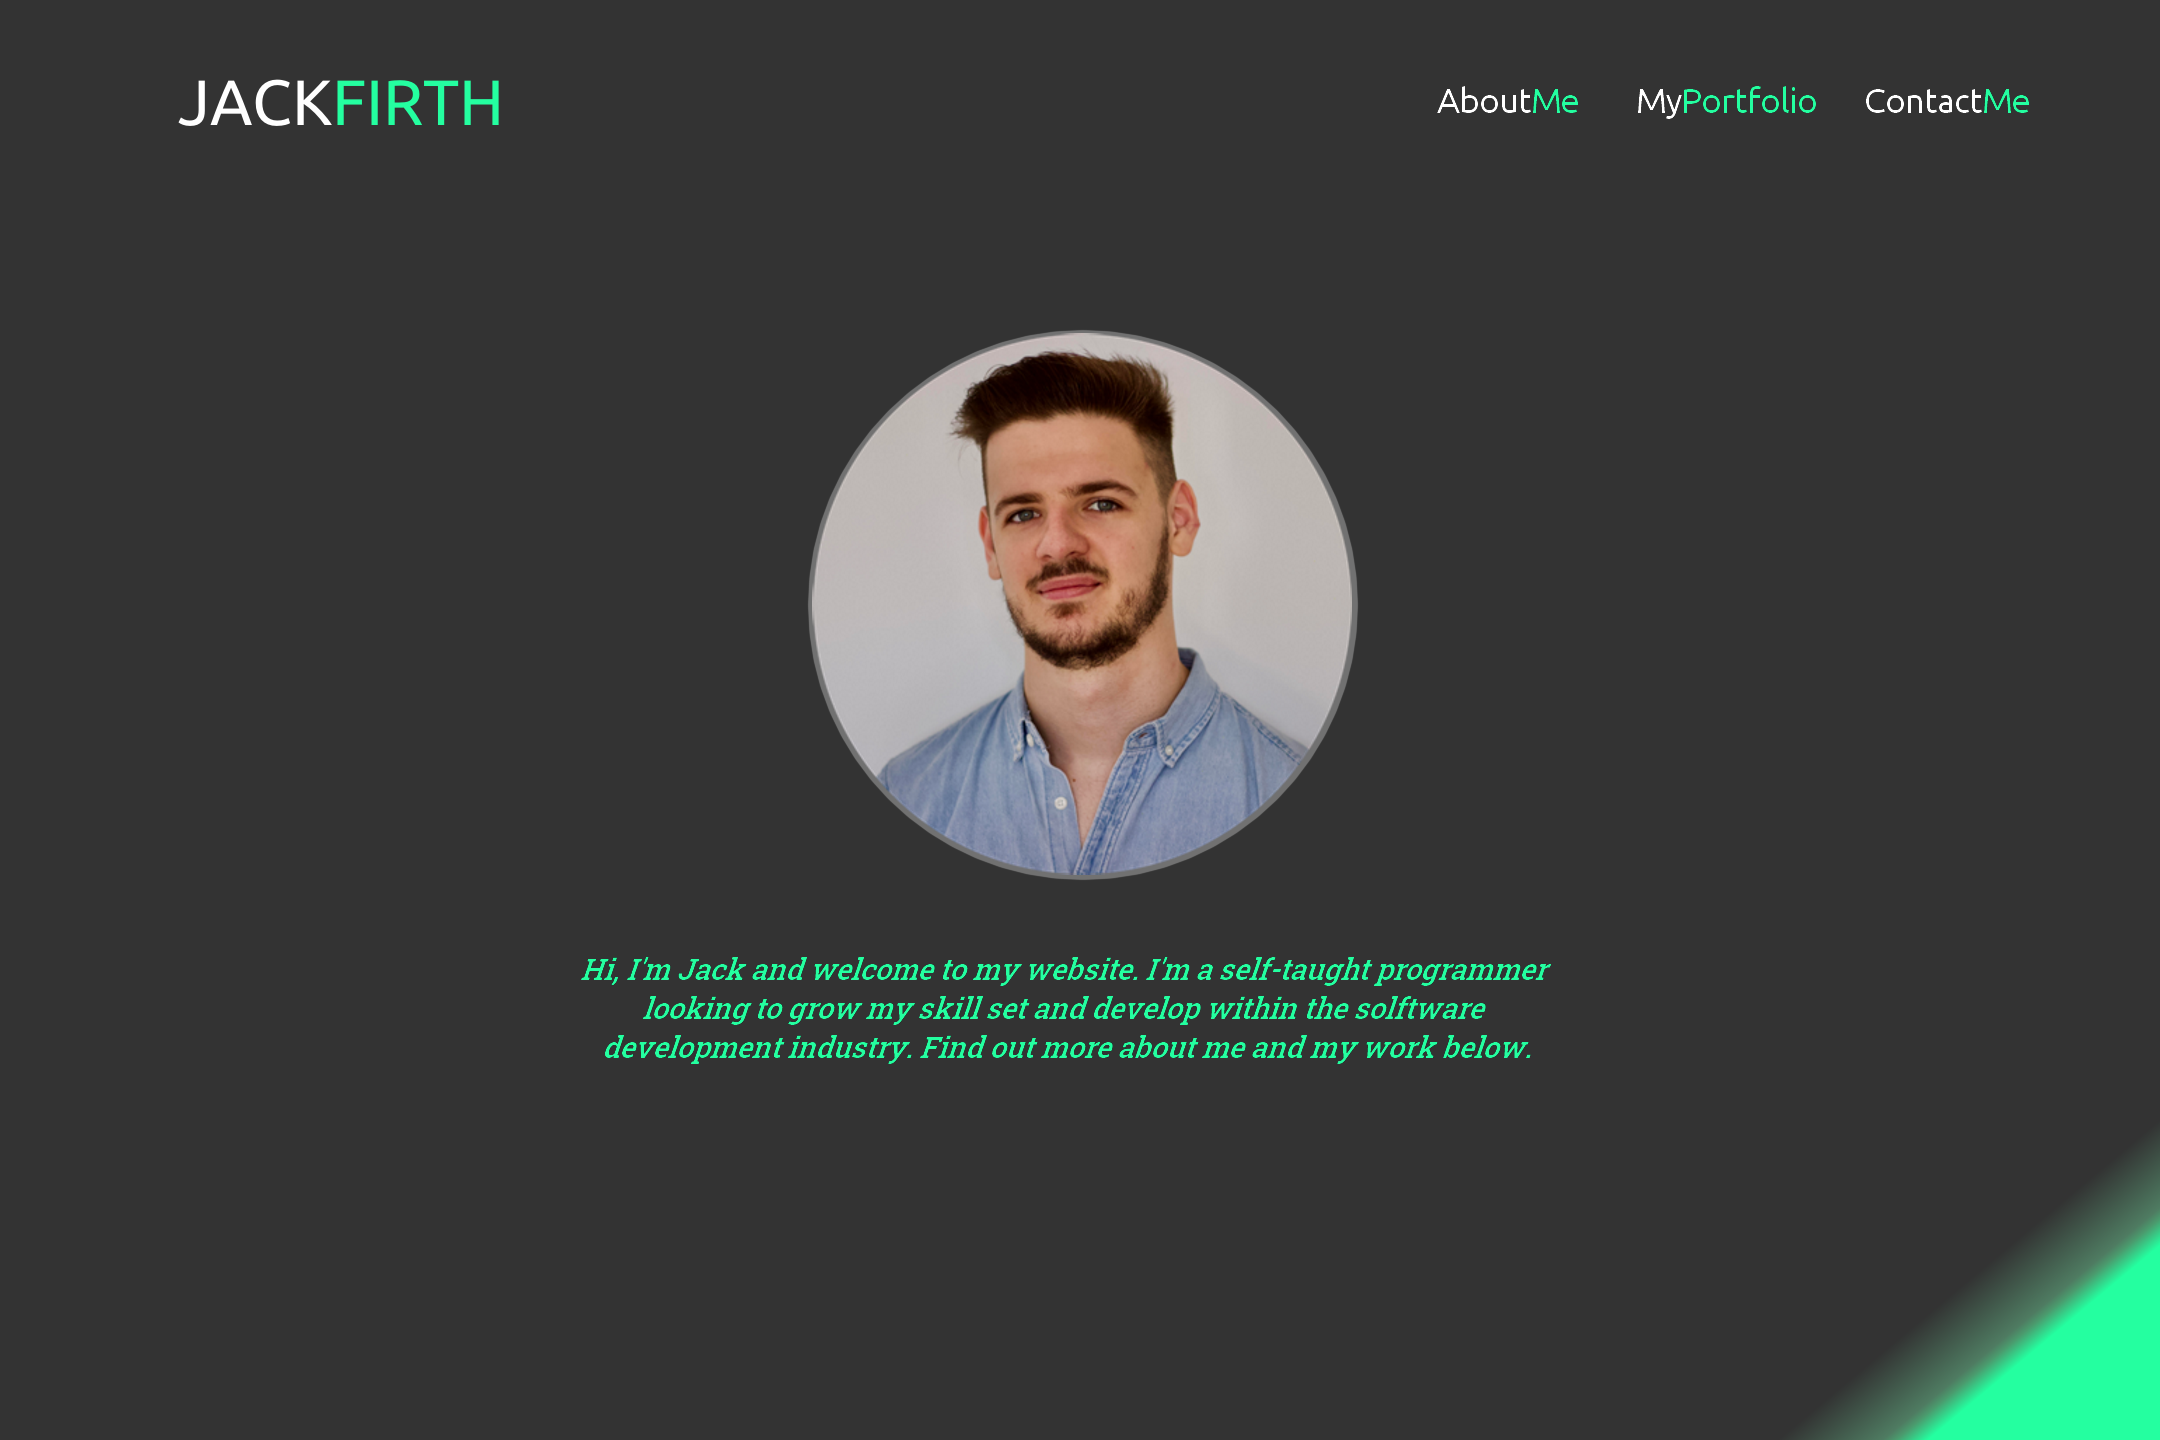 JACKFIRTH
AboutMe MyPortfolio ContactMe
Hi, I'm Jack and welcome to my website. I'm a self-taught programmer
looking to grow my skill set and develop within the solftware
development industry. Find out more about me and my work below.